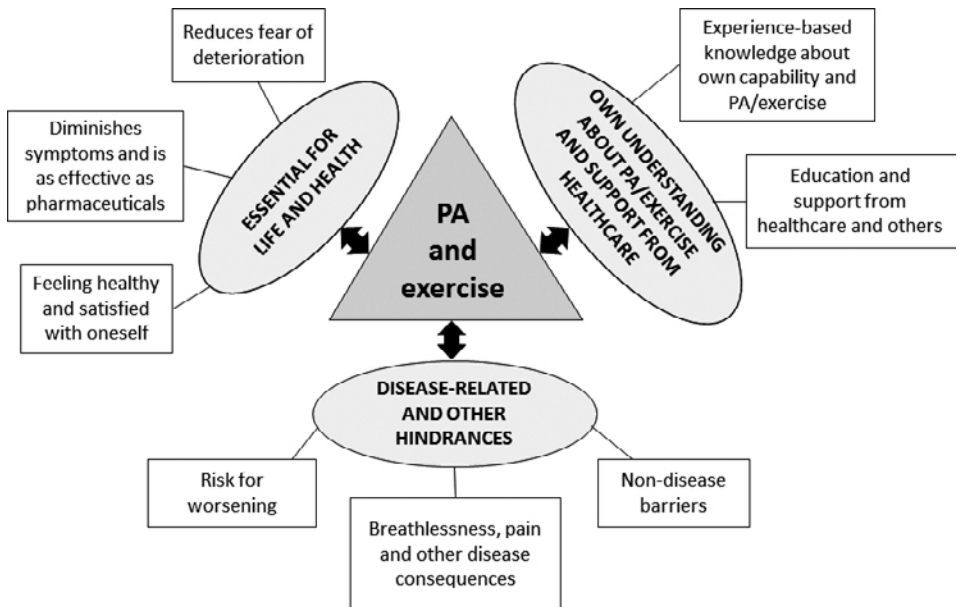 Reduces fear of
deterioration
Diminishes
symptoms and is
as effective as
pharmaceuticals
Feeling healthy
and satisfied
with oneself
ESSENTIAL FOR
LIFE AND HEALTH
PA
and
exercise
OWN UNDERSTANDING
ABOUT PA/EXERCISE
AND SUPPORT FROM
HEALTHCARE
Experience-based
knowledge about
own capability and
PA/exercise
Education and
support from
healthcare and others
DISEASE-RELATED
AND OTHER
HINDRANCES
Risk for
worsening
Breathlessness, pain
and other disease
consequences
Non-disease
barriers